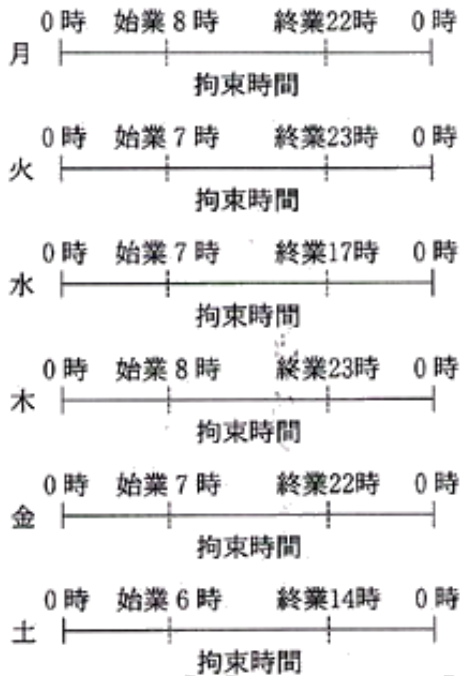 0時 始業8時 終業22時 0時
月
拘束時間
0時 始業7時 終業23時 0時
火
拘束時間
0時 始業7時 終業17時 0時
水
拘束時間
0時 始業8時 終業23時 0時
木
拘束時間
0時 始業7時 終業22時 0時
金
拘束時間
0時 始業6時 終業14時 0時
土
拘束時間